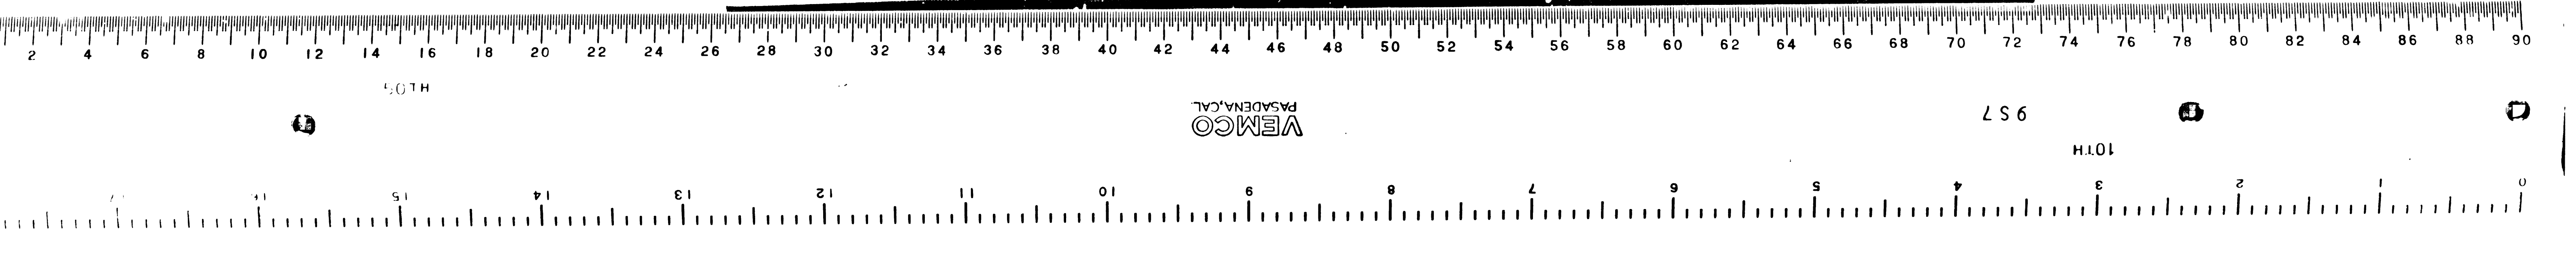 2 4 6 8 10 12 14 16 18 20 22 24 26 28 30 32 34 36 38 40 42 44 46 48 50 52 54 56 58 60 62 64 66 68 70 72 74 76 78 80 82 84 86 88 90
50TH
VEMCO
PASADENA, CAL.
9 S 7
10TH
15 14 13 12 11 10 9 8 7 6 5 4 3 2 1 0